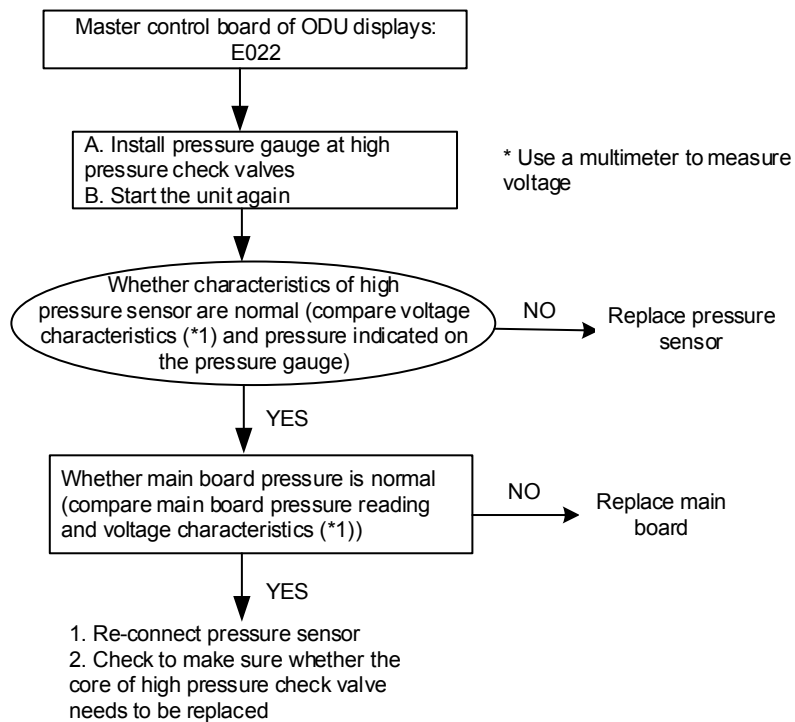 Master control board of ODU displays:
E022
A. Install pressure gauge at high
pressure check valves
B. Start the unit again
* Use a multimeter to measure
voltage
Whether characteristics of high
pressure sensor are normal (compare voltage
characteristics (*1) and pressure indicated on
the pressure gauge)
NO
Replace pressure
sensor
YES
Whether main board pressure is normal
(compare main board pressure reading
and voltage characteristics (*1))
NO
Replace main
board
YES
1. Re-connect pressure sensor
2. Check to make sure whether the
core of high pressure check valve
needs to be replaced